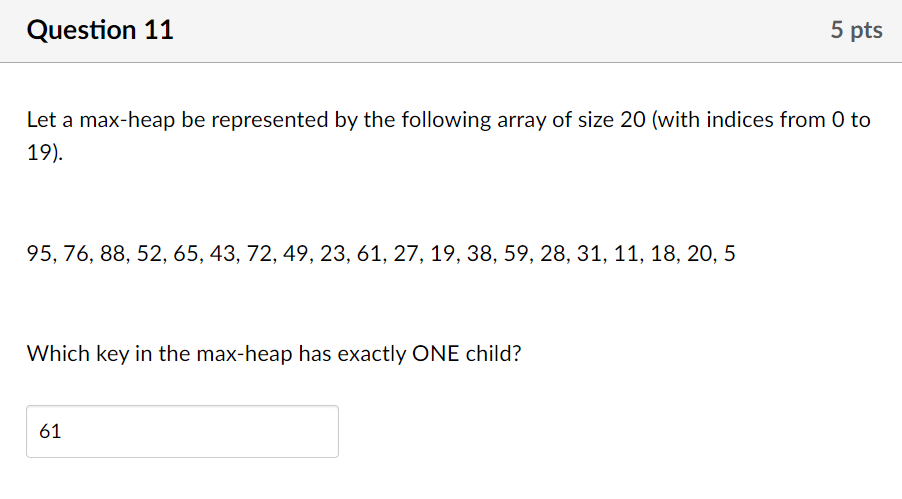 Question 11
5 pts
Let a max-heap be represented by the following array of size 20 (with indices from 0 to
19).
95, 76, 88, 52, 65, 43, 72, 49, 23, 61, 27, 19, 38, 59, 28, 31, 11, 18, 20, 5
Which key in the max-heap has exactly ONE child?
61